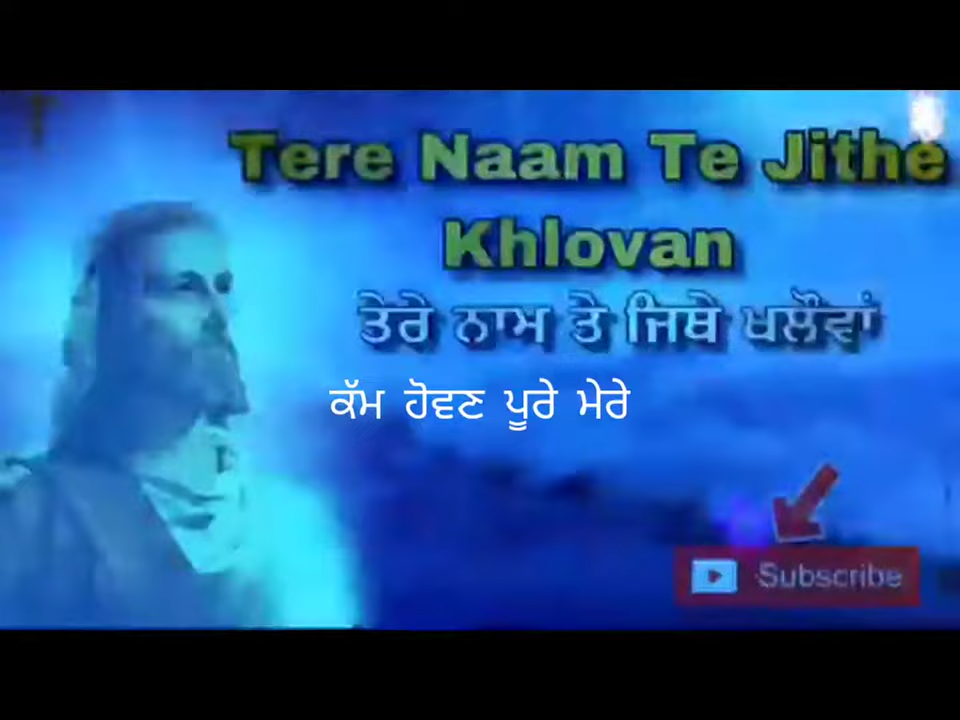 Tere Naam Te Jithe
Khlovan
ਤੇਰੇ ਨਾਮ ਤੇ ਜਿਥੇ ਖਲੌਵਾਂ
ਕੱਮ ਹੋਵਣ ਪੂਰੇ ਮੇਰੇ
Subscribe